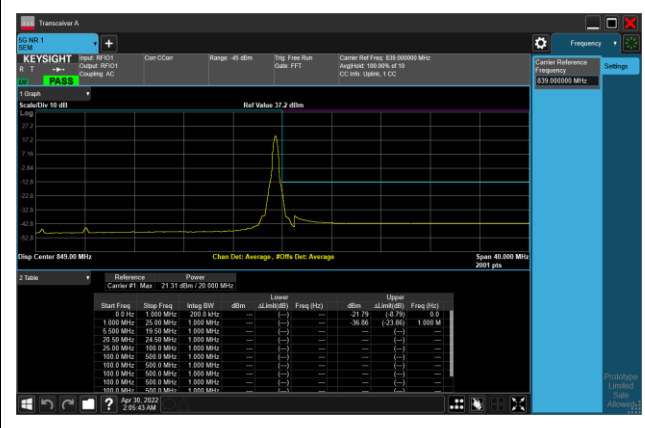 Transceiver A
5G NR 1
SEM
Frequency
KEYSIGHT
R T
PASS
Input: RFIO1
Output: RFIO1
Coupling: AC
Corr CCorr
Range: -45 dBm
Trig: Free Run
Gate: FFT
Carrier Ref Freq: 839.000000 MHz
Avg|Hold: 100.00% of 10
CC Info: Uplink, 1 CC
Carrier Reference
Frequency
839.000000 MHz
Settings
1 Graph
Scale/Div 10 dB
Ref Value 37.2 dBm
Log
27.2
17.2
7.16
-2.84
-12.8
-22.8
-32.8
-42.8
-52.8
Disp Center 849.00 MHz
Chan Det: Average, #Offs Det: Average
Span 40.000 MHz
2001 pts
2 Table
Reference Power
Carrier #1 Max 21.31 dBm / 20.000 MHz
Lower Upper
Start Freq Stop Freq Integ BW dBm ΔLimit(dB) Freq (Hz) dBm ΔLimit(dB) Freq (Hz)
0.0 Hz 1.000 MHz 200.0 kHz --- (---) --- -21.79 (-8.79) 0.0
1.000 MHz 25.00 MHz 1.000 MHz --- (---) --- -36.86 (-23.86) 1.000 M
5.500 MHz 19.50 MHz 1.000 MHz --- (---) --- --- (---) ---
20.50 MHz 24.50 MHz 1.000 MHz --- (---) --- --- (---) ---
25.00 MHz 100.0 MHz 1.000 MHz --- (---) --- --- (---) ---
100.0 MHz 500.0 MHz 1.000 MHz --- (---) --- --- (---) ---
100.0 MHz 500.0 MHz 1.000 MHz --- (---) --- --- (---) ---
100.0 MHz 500.0 MHz 1.000 MHz --- (---) --- --- (---) ---
100.0 MHz 500.0 MHz 1.000 MHz --- (---) --- --- (---) ---
100.0 MHz 500.0 MHz 1.000 MHz --- (---) --- --- (---) ---
Prototype
Limited
Sale
Allowed
?
Apr 30, 2022
2:05:43 AM